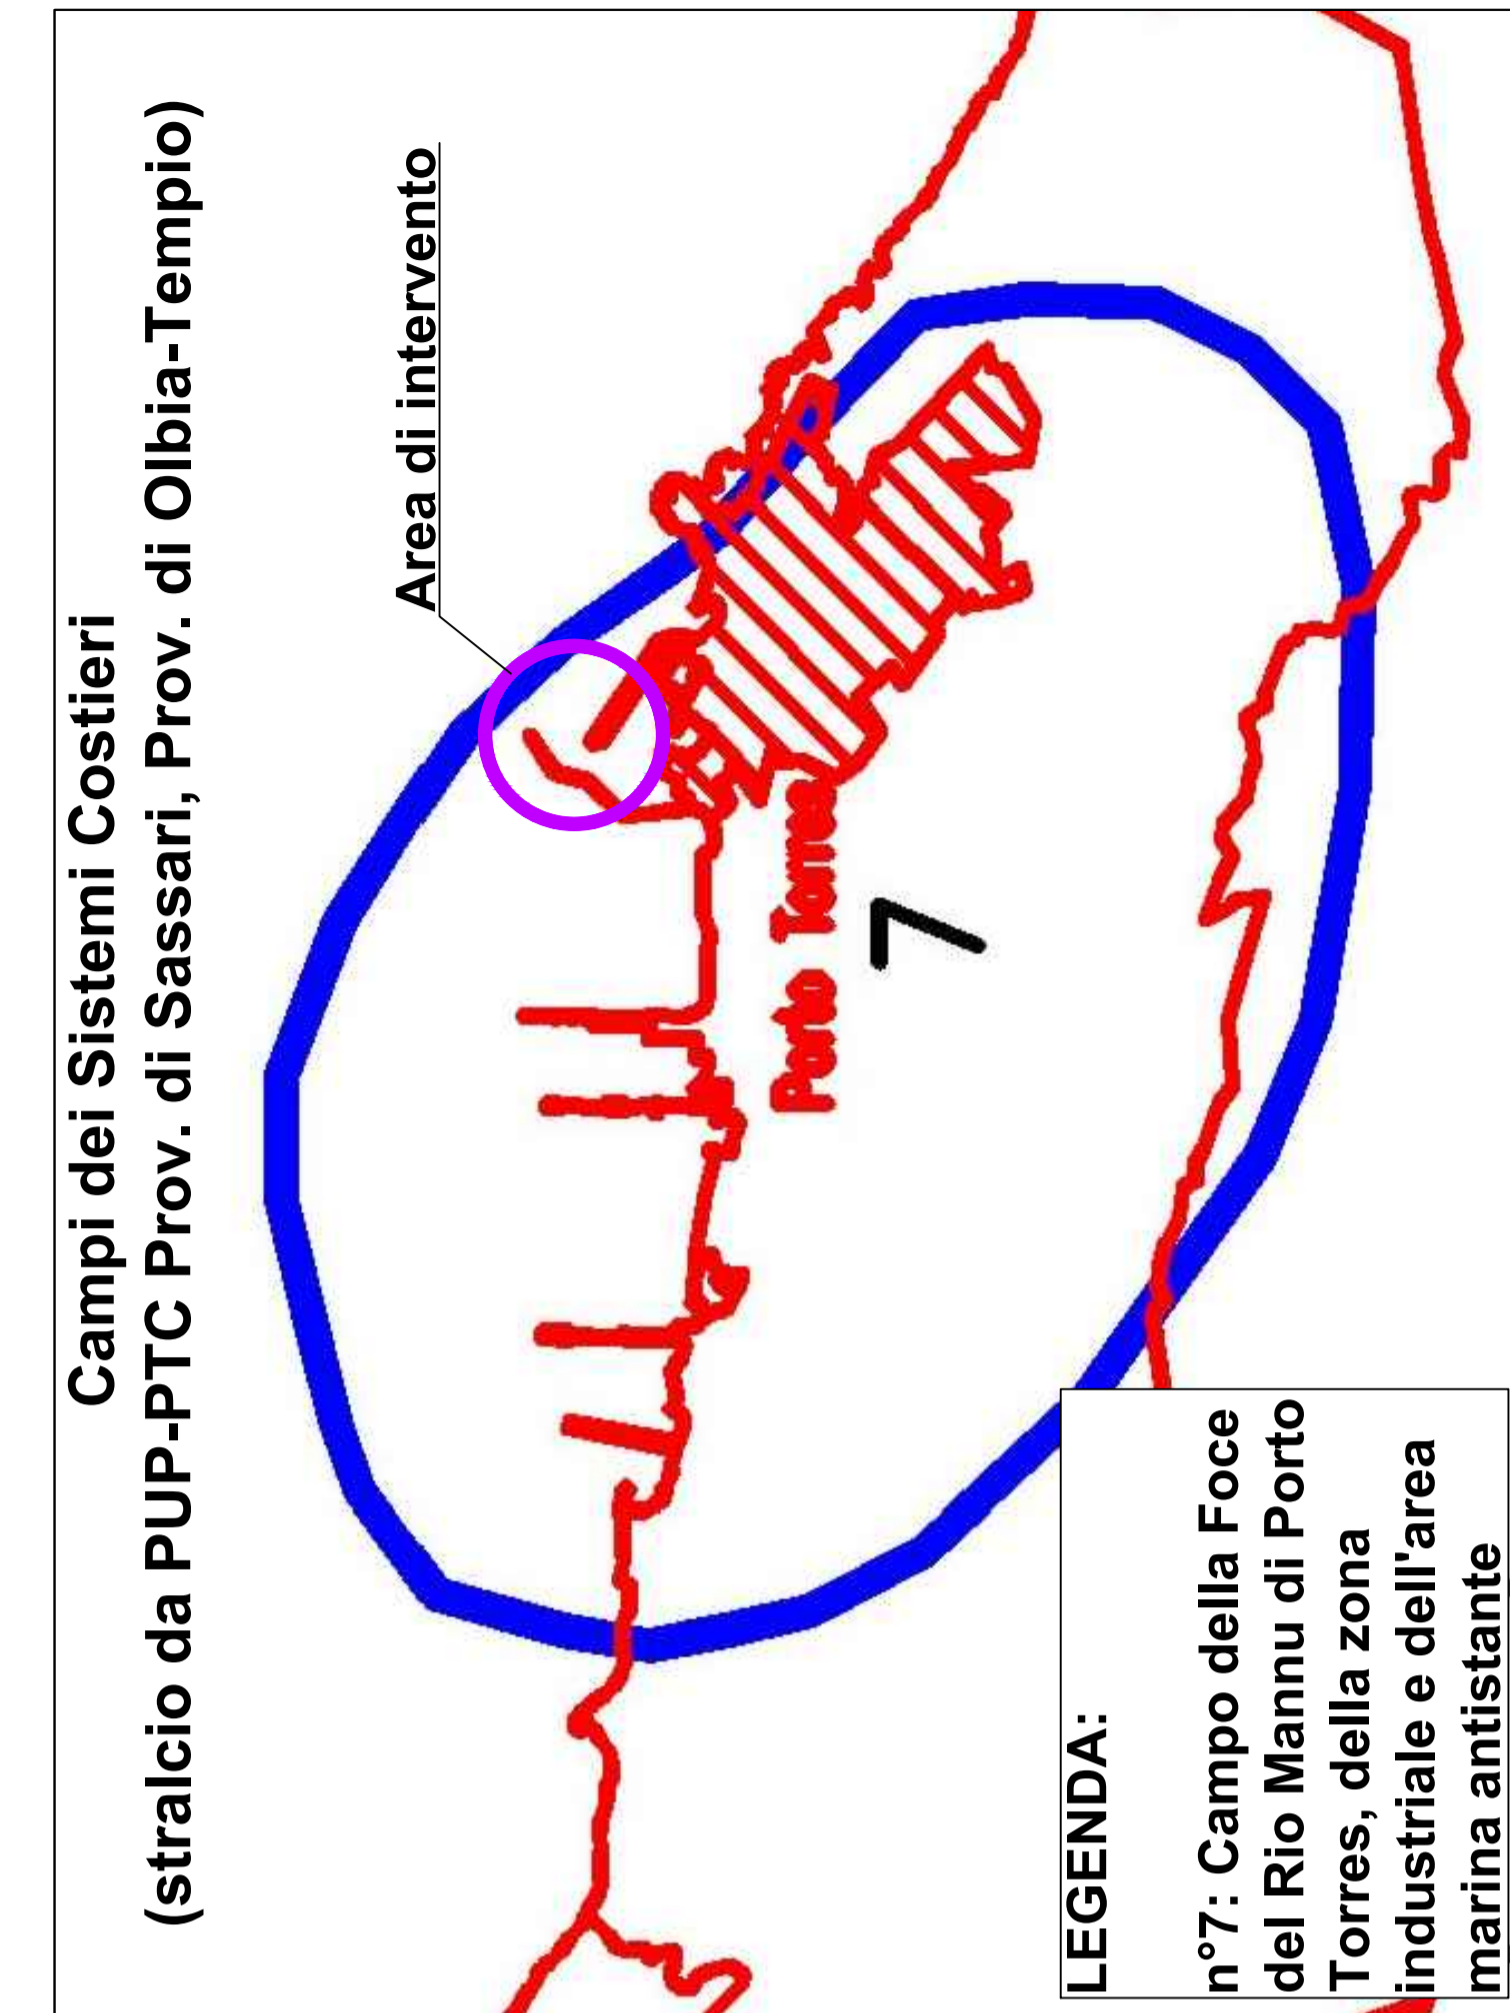 Campi dei Sistemi Costieri
(stralcio da PUP-PTC Prov. di Sassari, Prov. di Olbia-Tempio)
Area di intervento
Porto Torres
7
LEGENDA:
n°7: Campo della Foce
del Rio Mannu di Porto
Torres, della zona
industriale e dell'area
marina antistante